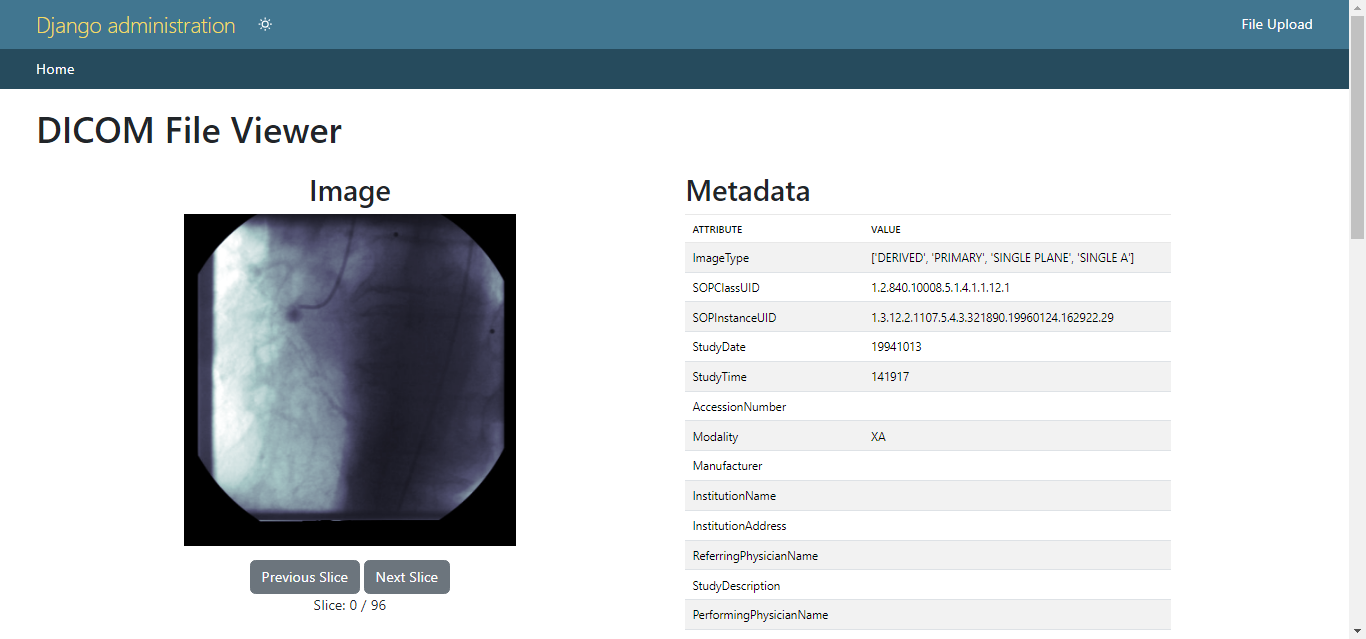 Django administration
File Upload
Home
DICOM File Viewer
Image
Previous Slice
Next Slice
Slice: 0 / 96
Metadata
ATTRIBUTE VALUE
ImageType ['DERIVED', 'PRIMARY', 'SINGLE PLANE', 'SINGLE A']
SOPClassUID 1.2.840.10008.5.1.4.1.1.12.1
SOPInstanceUID 1.3.12.2.1107.5.4.3.321890.19960124.162922.29
StudyDate 19941013
StudyTime 141917
AccessionNumber
Modality XA
Manufacturer
InstitutionName
InstitutionAddress
ReferringPhysicianName
StudyDescription
PerformingPhysicianName